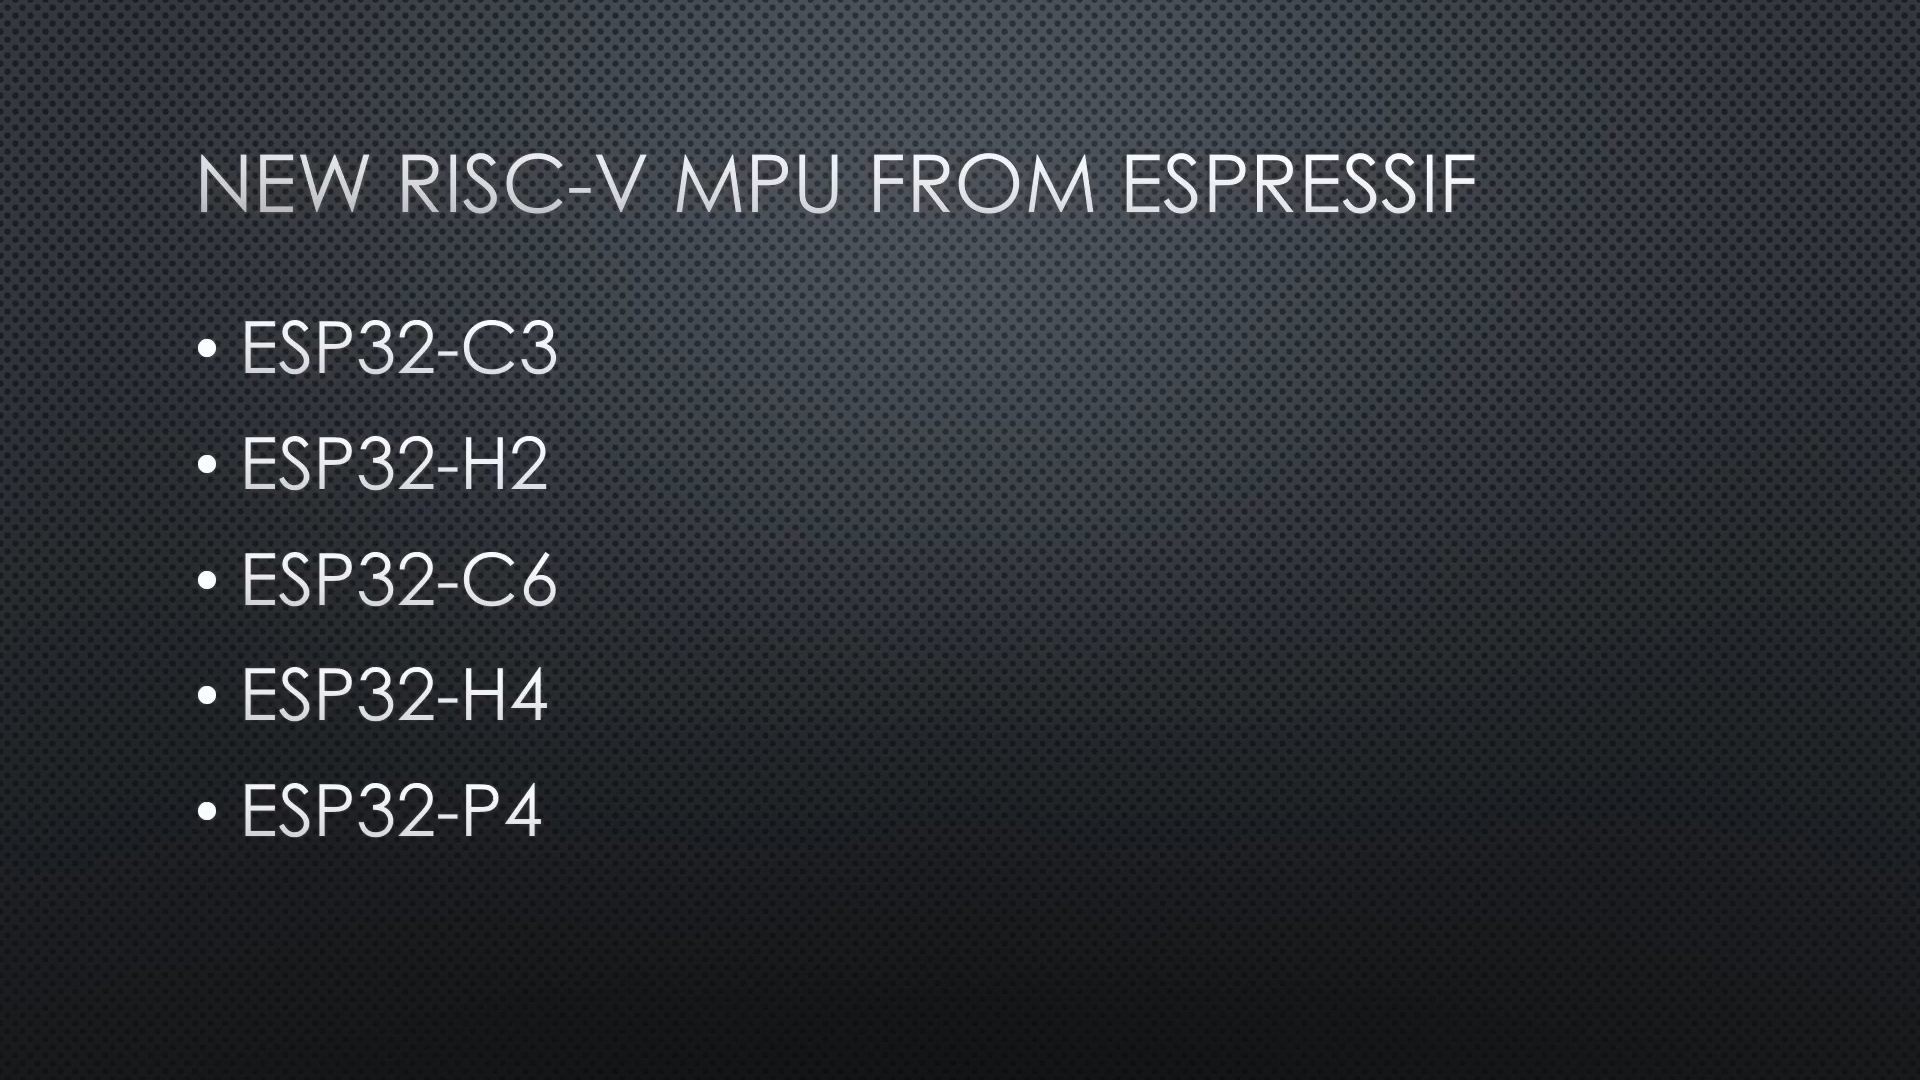 NEW RISC-V MPU FROM ESPRESSIF
• ESP32-C3
• ESP32-H2
• ESP32-C6
• ESP32-H4
• ESP32-P4